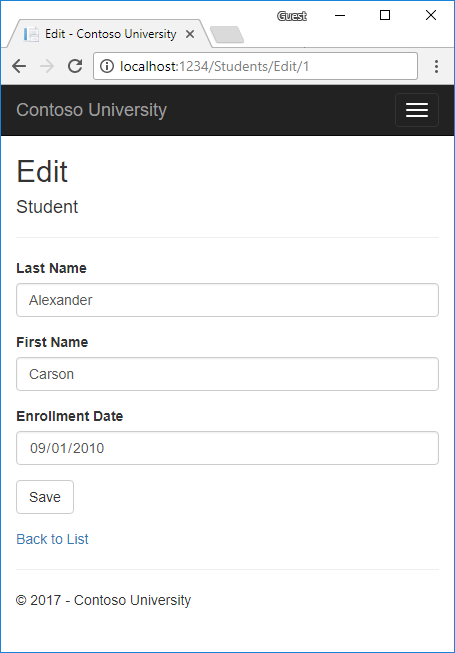 Guest
Edit - Contoso University
localhost:1234/Students/Edit/1
Contoso University
Edit
Student
Last Name
Alexander
First Name
Carson
Enrollment Date
09/01/2010
Save
Back to List
© 2017 - Contoso University